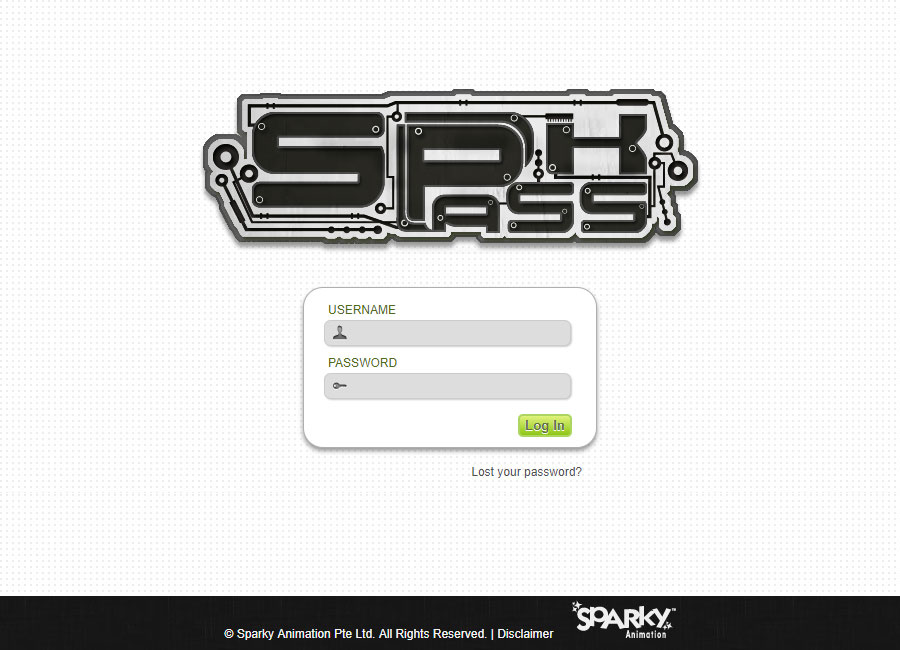 SPK
PASS
USERNAME
PASSWORD
Log In
Lost your password?
© Sparky Animation Pte Ltd. All Rights Reserved. | Disclaimer
SPARKY™
Animation